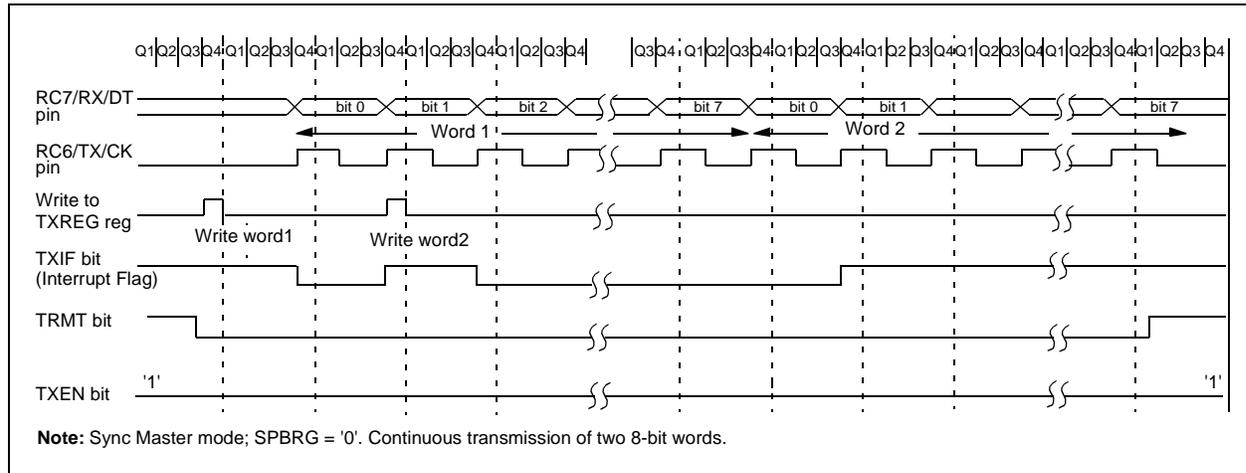 Q1 Q2 Q3 Q4 Q1 Q2 Q3 Q4 Q1 Q2 Q3 Q4 Q1 Q2 Q3 Q4 Q1 Q2 Q3 Q4 Q3 Q4 Q1 Q2 Q3 Q4 Q1 Q2 Q3 Q4 Q1 Q2 Q3 Q4 Q1 Q2 Q3 Q4 Q1 Q2 Q3 Q4 Q1 Q2 Q3 Q4
RC7/RX/DT
pin
bit 0 bit 1 bit 2 bit 7 bit 0 bit 1 bit 7
Word 1 Word 2
RC6/TX/CK
pin
Write to
TXREG reg
Write word1 Write word2
TXIF bit
(Interrupt Flag)
TRMT bit
'1' '1'
TXEN bit
Note: Sync Master mode; SPBRG = '0'. Continuous transmission of two 8-bit words.